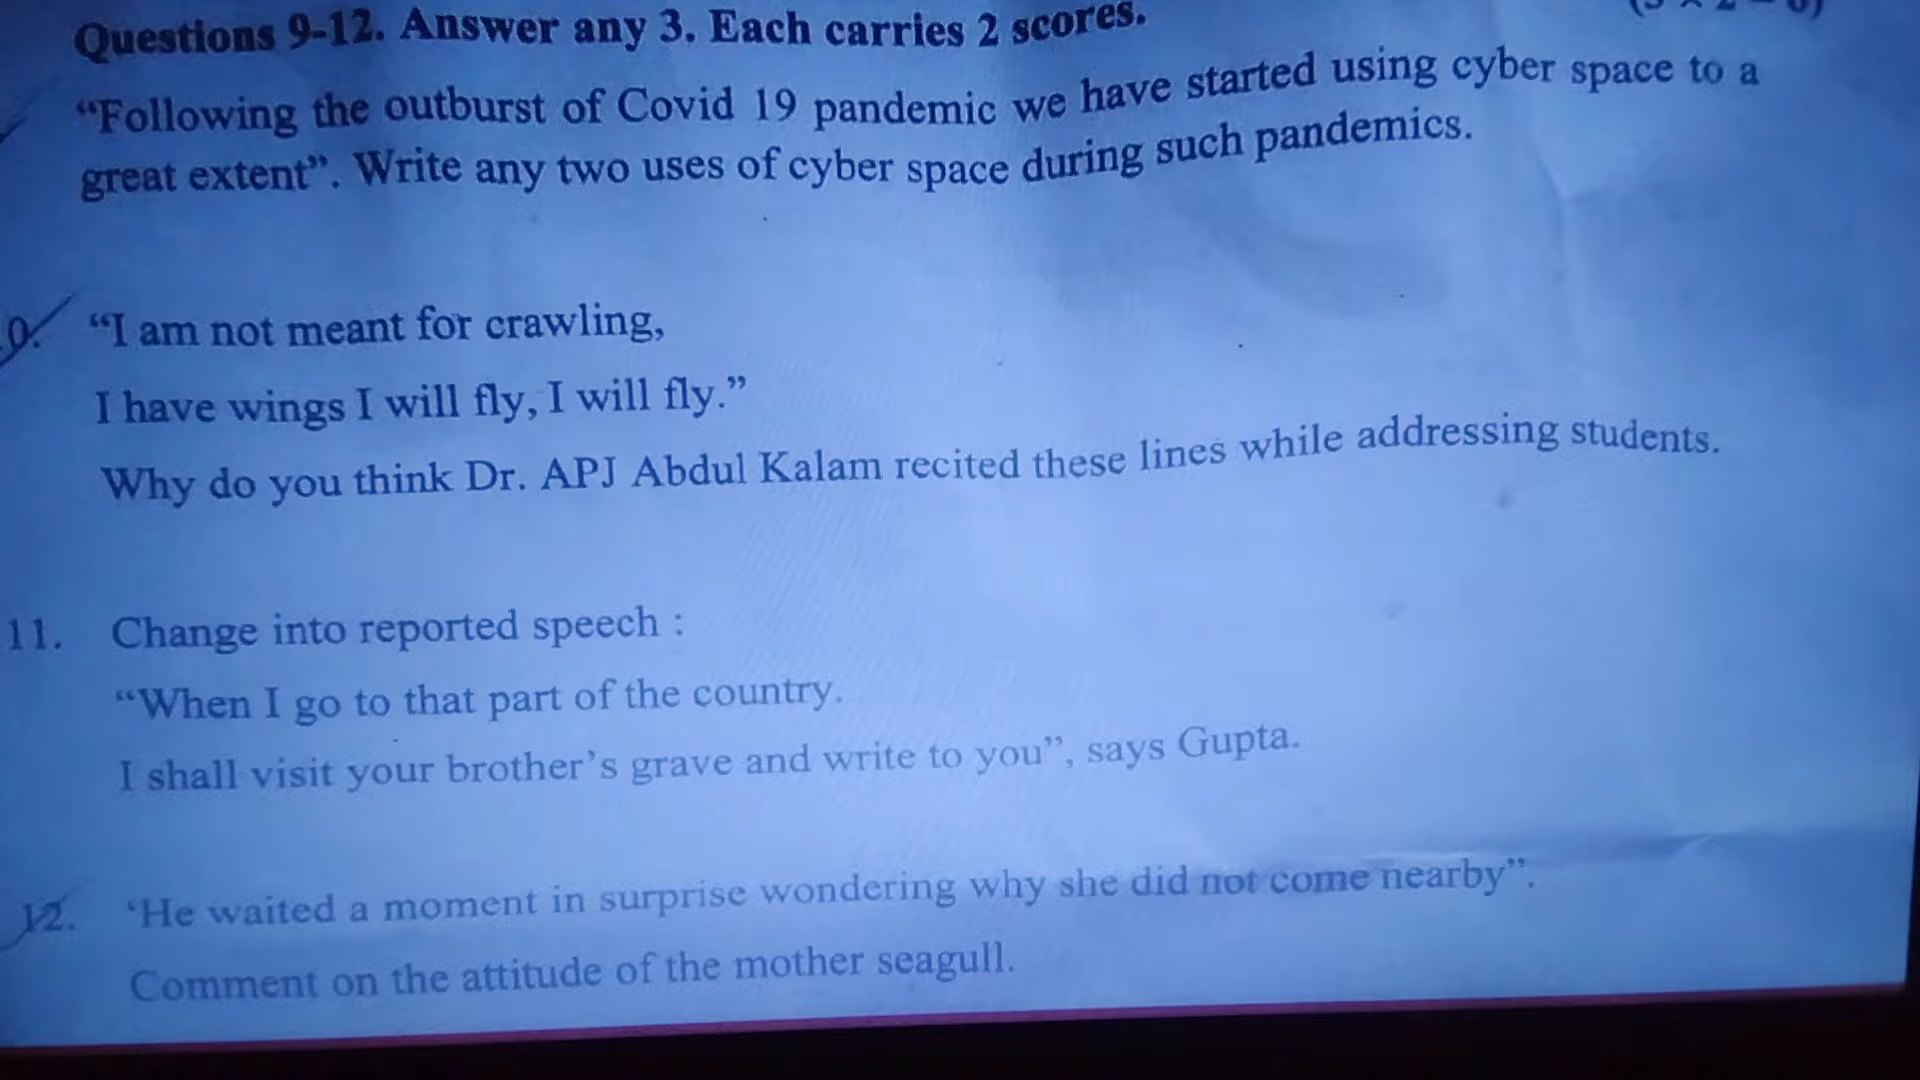 Questions 9-12. Answer any 3. Each carries 2 scores.
“Following the outburst of Covid 19 pandemic we have started using cyber space to a
great extent”. Write any two uses of cyber space during such pandemics.
0. “I am not meant for crawling,
I have wings I will fly, I will fly.”
Why do you think Dr. APJ Abdul Kalam recited these lines while addressing students.
11. Change into reported speech :
“When I go to that part of the country.
I shall visit your brother’s grave and write to you”, says Gupta.
12. ‘He waited a moment in surprise wondering why she did not come nearby”.
Comment on the attitude of the mother seagull.